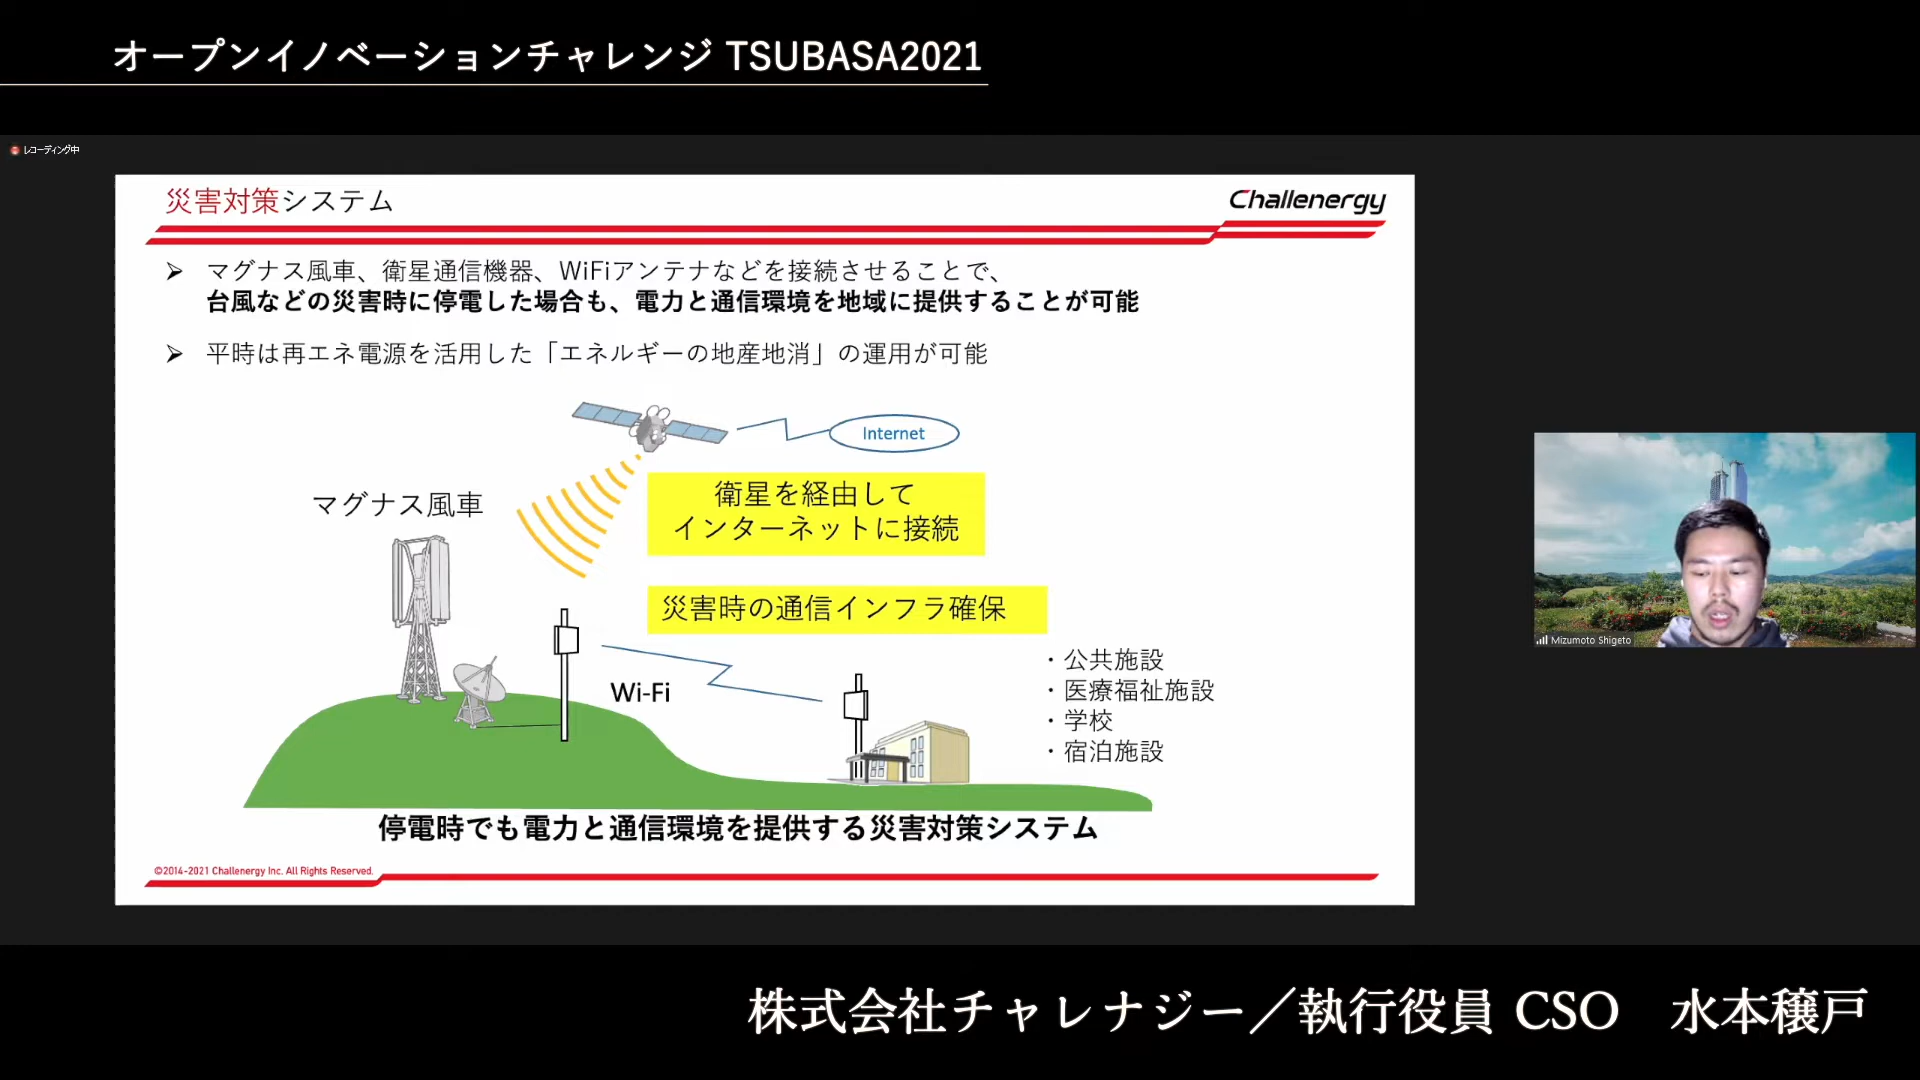 オープンイノベーションチャレンジ TSUBASA2021
レコーディング中
災害対策システム
Challenergy
➢ マグナス風車、衛星通信機器、WiFiアンテナなどを接続させることで、
台風などの災害時に停電した場合も、電力と通信環境を地域に提供することが可能
➢ 平時は再エネ電源を活用した「エネルギーの地産地消」の運用が可能
Internet
マグナス風車
衛星を経由して
インターネットに接続
災害時の通信インフラ確保
Wi-Fi
・公共施設
・医療福祉施設
・学校
・宿泊施設
停電時でも電力と通信環境を提供する災害対策システム
©2014-2021 Challenergy Inc. All Rights Reserved.
Mizumoto Shigeto
株式会社チャレナジー／執行役員 CSO　水本穣戸